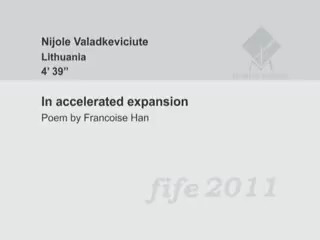 Nijole Valadkeviciute
Lithuania
4' 39"
In accelerated expansion
Poem by Francoise Han
fife 2011